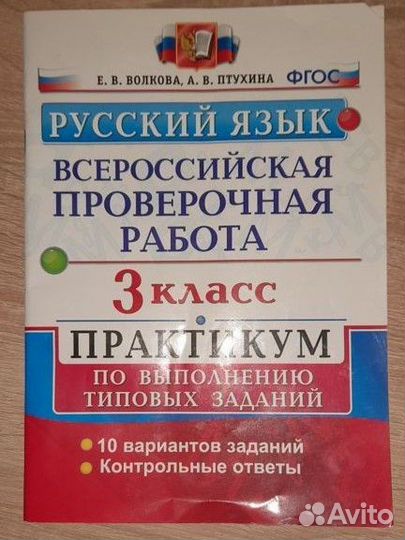 Е. В. ВОЛКОВА, А. В. ПТУХИНА ФГОС
РУССКИЙ ЯЗЫК
ВСЕРОССИЙСКАЯ
ПРОВЕРОЧНАЯ
РАБОТА
3 класс
ПРАКТИКУМ
ПО ВЫПОЛНЕНИЮ
ТИПОВЫХ ЗАДАНИЙ
• 10 вариантов заданий
• Контрольные ответы
Avito